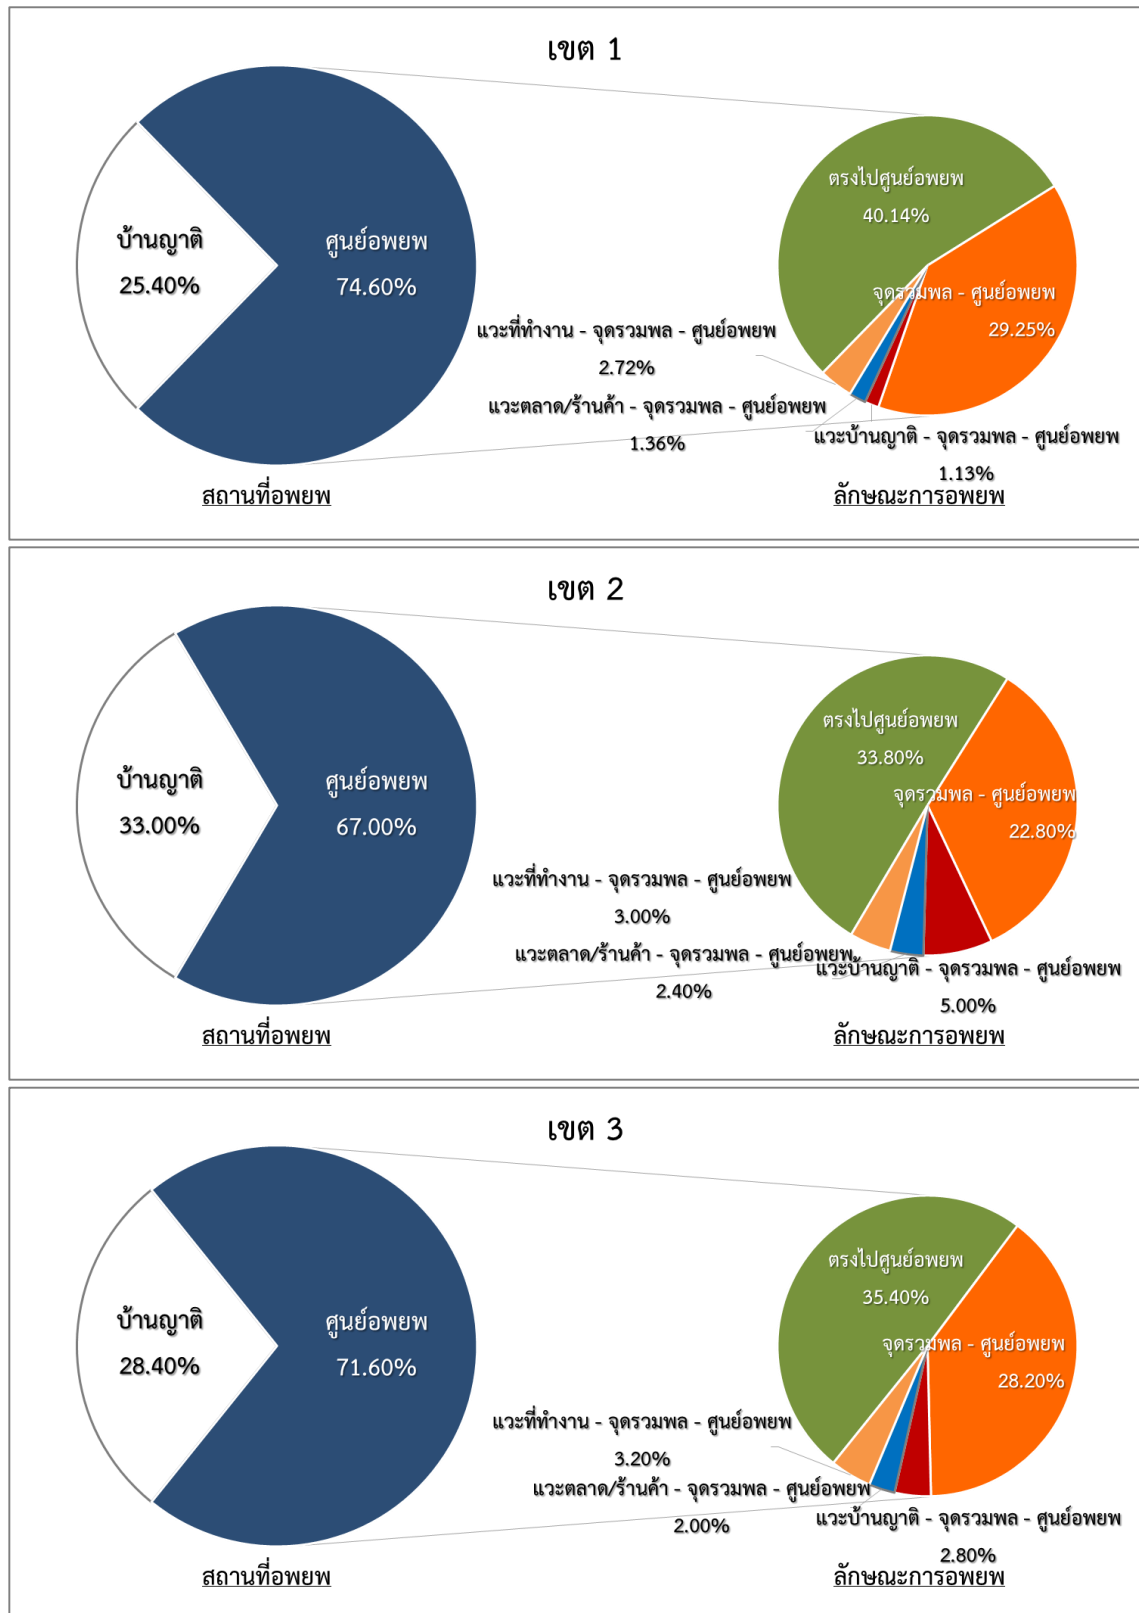 เขต 1
บ้านญาติ
25.40%
ศูนย์อพยพ
74.60%
ตรงไปศูนย์อพยพ
40.14%
จุดรวมพล - ศูนย์อพยพ
29.25%
แวะที่ทำงาน - จุดรวมพล - ศูนย์อพยพ
2.72%
แวะตลาด/ร้านค้า - จุดรวมพล - ศูนย์อพยพ
1.36%
แวะบ้านญาติ - จุดรวมพล - ศูนย์อพยพ
1.13%
สถานที่อพยพ
ลักษณะการอพยพ
เขต 2
บ้านญาติ
33.00%
ศูนย์อพยพ
67.00%
ตรงไปศูนย์อพยพ
33.80%
จุดรวมพล - ศูนย์อพยพ
22.80%
แวะที่ทำงาน - จุดรวมพล - ศูนย์อพยพ
3.00%
แวะตลาด/ร้านค้า - จุดรวมพล - ศูนย์อพยพ
2.40%
แวะบ้านญาติ - จุดรวมพล - ศูนย์อพยพ
5.00%
สถานที่อพยพ
ลักษณะการอพยพ
เขต 3
บ้านญาติ
28.40%
ศูนย์อพยพ
71.60%
ตรงไปศูนย์อพยพ
35.40%
จุดรวมพล - ศูนย์อพยพ
28.20%
แวะที่ทำงาน - จุดรวมพล - ศูนย์อพยพ
3.20%
แวะตลาด/ร้านค้า - จุดรวมพล - ศูนย์อพยพ
2.00%
แวะบ้านญาติ - จุดรวมพล - ศูนย์อพยพ
2.80%
สถานที่อพยพ
ลักษณะการอพยพ